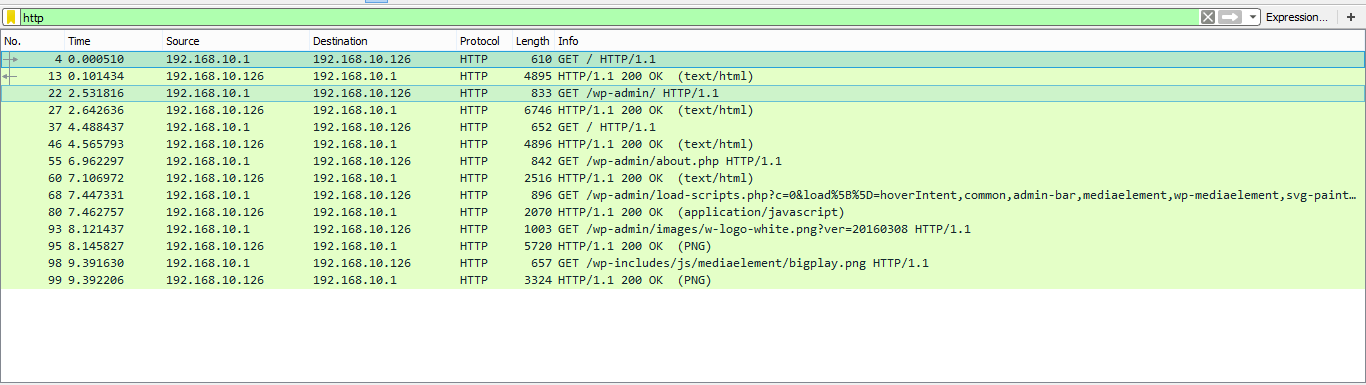 http Expression... +
No. Time Source Destination Protocol Length Info
4 0.000510 192.168.10.1 192.168.10.126 HTTP 610 GET / HTTP/1.1
13 0.101434 192.168.10.126 192.168.10.1 HTTP 4895 HTTP/1.1 200 OK (text/html)
22 2.531816 192.168.10.1 192.168.10.126 HTTP 833 GET /wp-admin/ HTTP/1.1
27 2.642636 192.168.10.126 192.168.10.1 HTTP 6746 HTTP/1.1 200 OK (text/html)
37 4.488437 192.168.10.1 192.168.10.126 HTTP 652 GET / HTTP/1.1
46 4.565793 192.168.10.126 192.168.10.1 HTTP 4896 HTTP/1.1 200 OK (text/html)
55 6.962297 192.168.10.1 192.168.10.126 HTTP 842 GET /wp-admin/about.php HTTP/1.1
60 7.106972 192.168.10.126 192.168.10.1 HTTP 2516 HTTP/1.1 200 OK (text/html)
68 7.447331 192.168.10.1 192.168.10.126 HTTP 896 GET /wp-admin/load-scripts.php?c=0&load%5B%5D=hoverIntent,common,admin-bar,mediaelement,wp-mediaelement,svg-paint...
80 7.462757 192.168.10.126 192.168.10.1 HTTP 2070 HTTP/1.1 200 OK (application/javascript)
93 8.121437 192.168.10.1 192.168.10.126 HTTP 1003 GET /wp-admin/images/w-logo-white.png?ver=20160308 HTTP/1.1
95 8.145827 192.168.10.126 192.168.10.1 HTTP 5720 HTTP/1.1 200 OK (PNG)
98 9.391630 192.168.10.1 192.168.10.126 HTTP 657 GET /wp-includes/js/mediaelement/bigplay.png HTTP/1.1
99 9.392206 192.168.10.126 192.168.10.1 HTTP 3324 HTTP/1.1 200 OK (PNG)